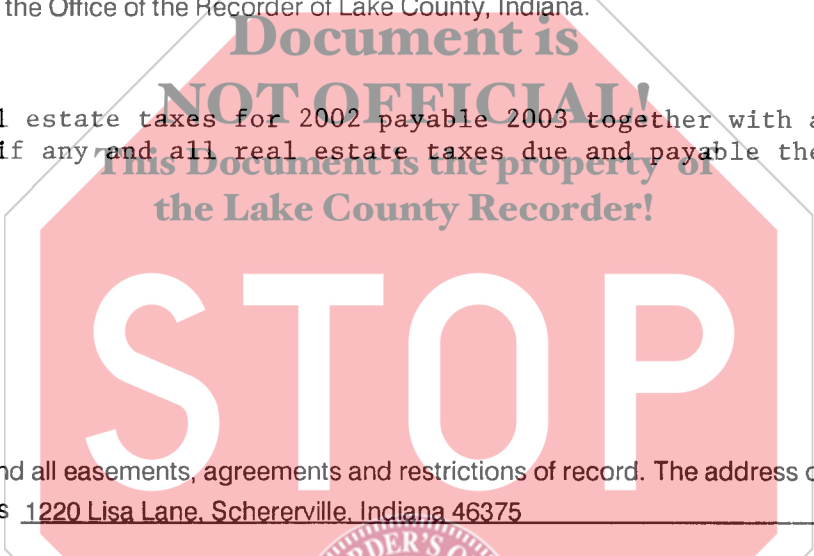 the Office of the Recorder of Lake County, Indiana.
Document is
NOT OFFICIAL!
l estate taxes for 2002 payable 2003 together with a
if any and all real estate taxes due and payable the
This Document is the property of
the Lake County Recorder!
STOP
nd all easements, agreements and restrictions of record. The address o
s 1220 Lisa Lane, Schererville, Indiana 46375
RDER'S O